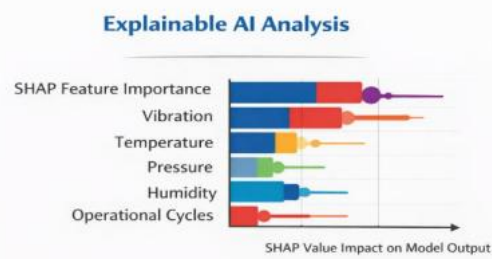 Explainable AI Analysis
SHAP Feature Importance
Vibration
Temperature
Pressure
Humidity
Operational Cycles
SHAP Value Impact on Model Output